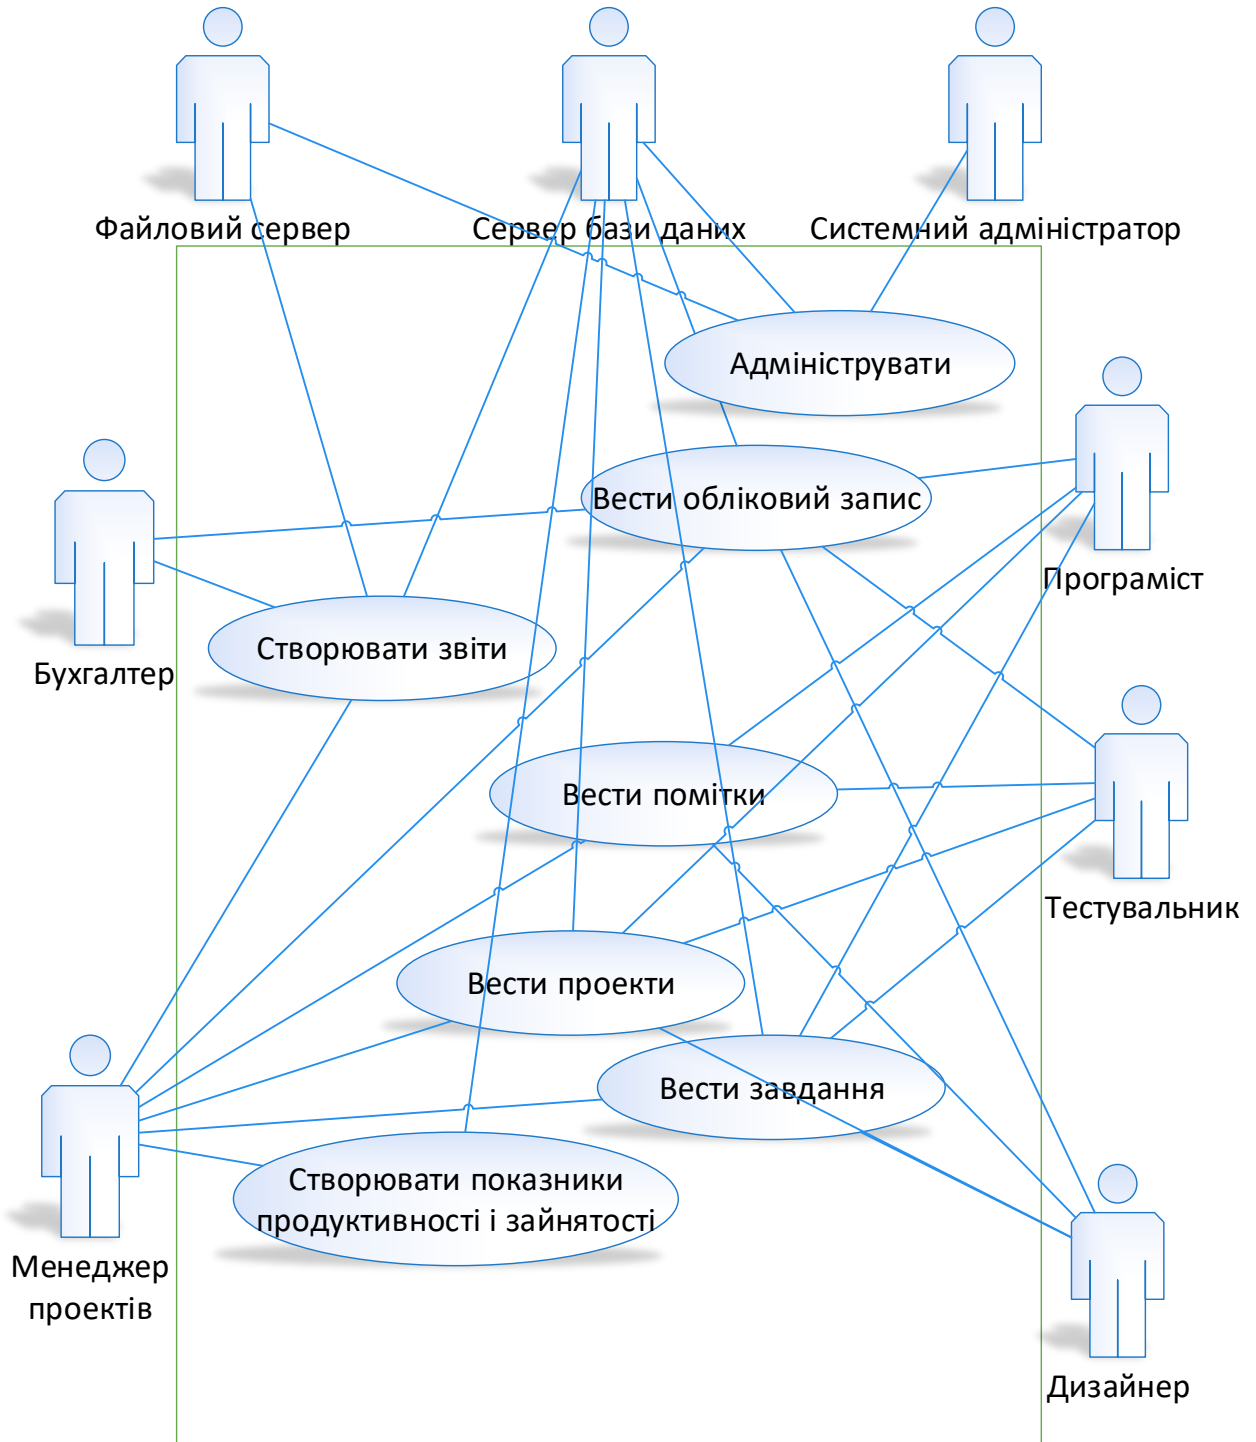 Файловий сервер
Сервер бази даних
Системний адміністратор
Адмініструвати
Вести обліковий запис
Програміст
Створювати звіти
Бухгалтер
Вести помітки
Тестувальник
Вести проекти
Вести завдання
Створювати показники
продуктивності і зайнятості
Менеджер
проектів
Дизайнер